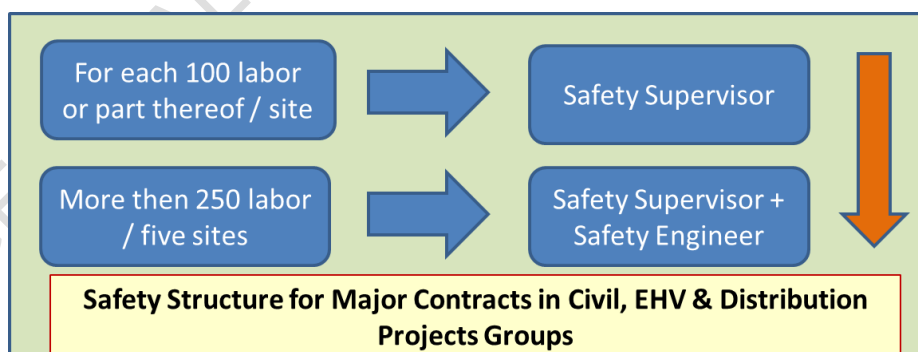 For each 100 labor
or part thereof / site
Safety Supervisor
More then 250 labor
/ five sites
Safety Supervisor +
Safety Engineer
Safety Structure for Major Contracts in Civil, EHV & Distribution
Projects Groups